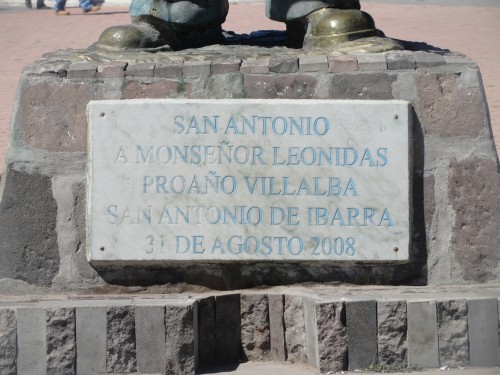 SAN ANTONIO
A MONSEÑOR LEONIDAS
PROAÑO VILLALBA
SAN ANTONIO DE IBARRA
31 DE AGOSTO 2008